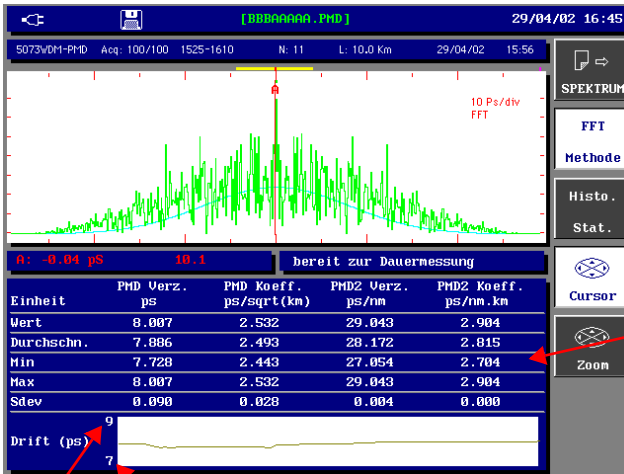 [BBBAAAAA.PMD] 29/04/02 16:45
5073WDM-PMD Acq: 100/100 1525-1610 N: 11 L: 10.0 Km 29/04/02 15:56
A
10 Ps/div
FFT
SPEKTRUM
FFT
Methode
Histo.
Stat.
Cursor
Zoom
A: -0.04 pS 10.1 bereit zur Dauermessung
PMD Verz. PMD Koeff. PMD2 Verz. PMD2 Koeff.
Einheit ps ps/sqrt(km) ps/nm ps/nm.km
Wert 8.007 2.532 29.043 2.904
Durchschn. 7.886 2.493 28.172 2.815
Min 7.728 2.443 27.054 2.704
Max 8.007 2.532 29.043 2.904
Sdev 0.090 0.028 0.004 0.000
9
Drift (ps)
7